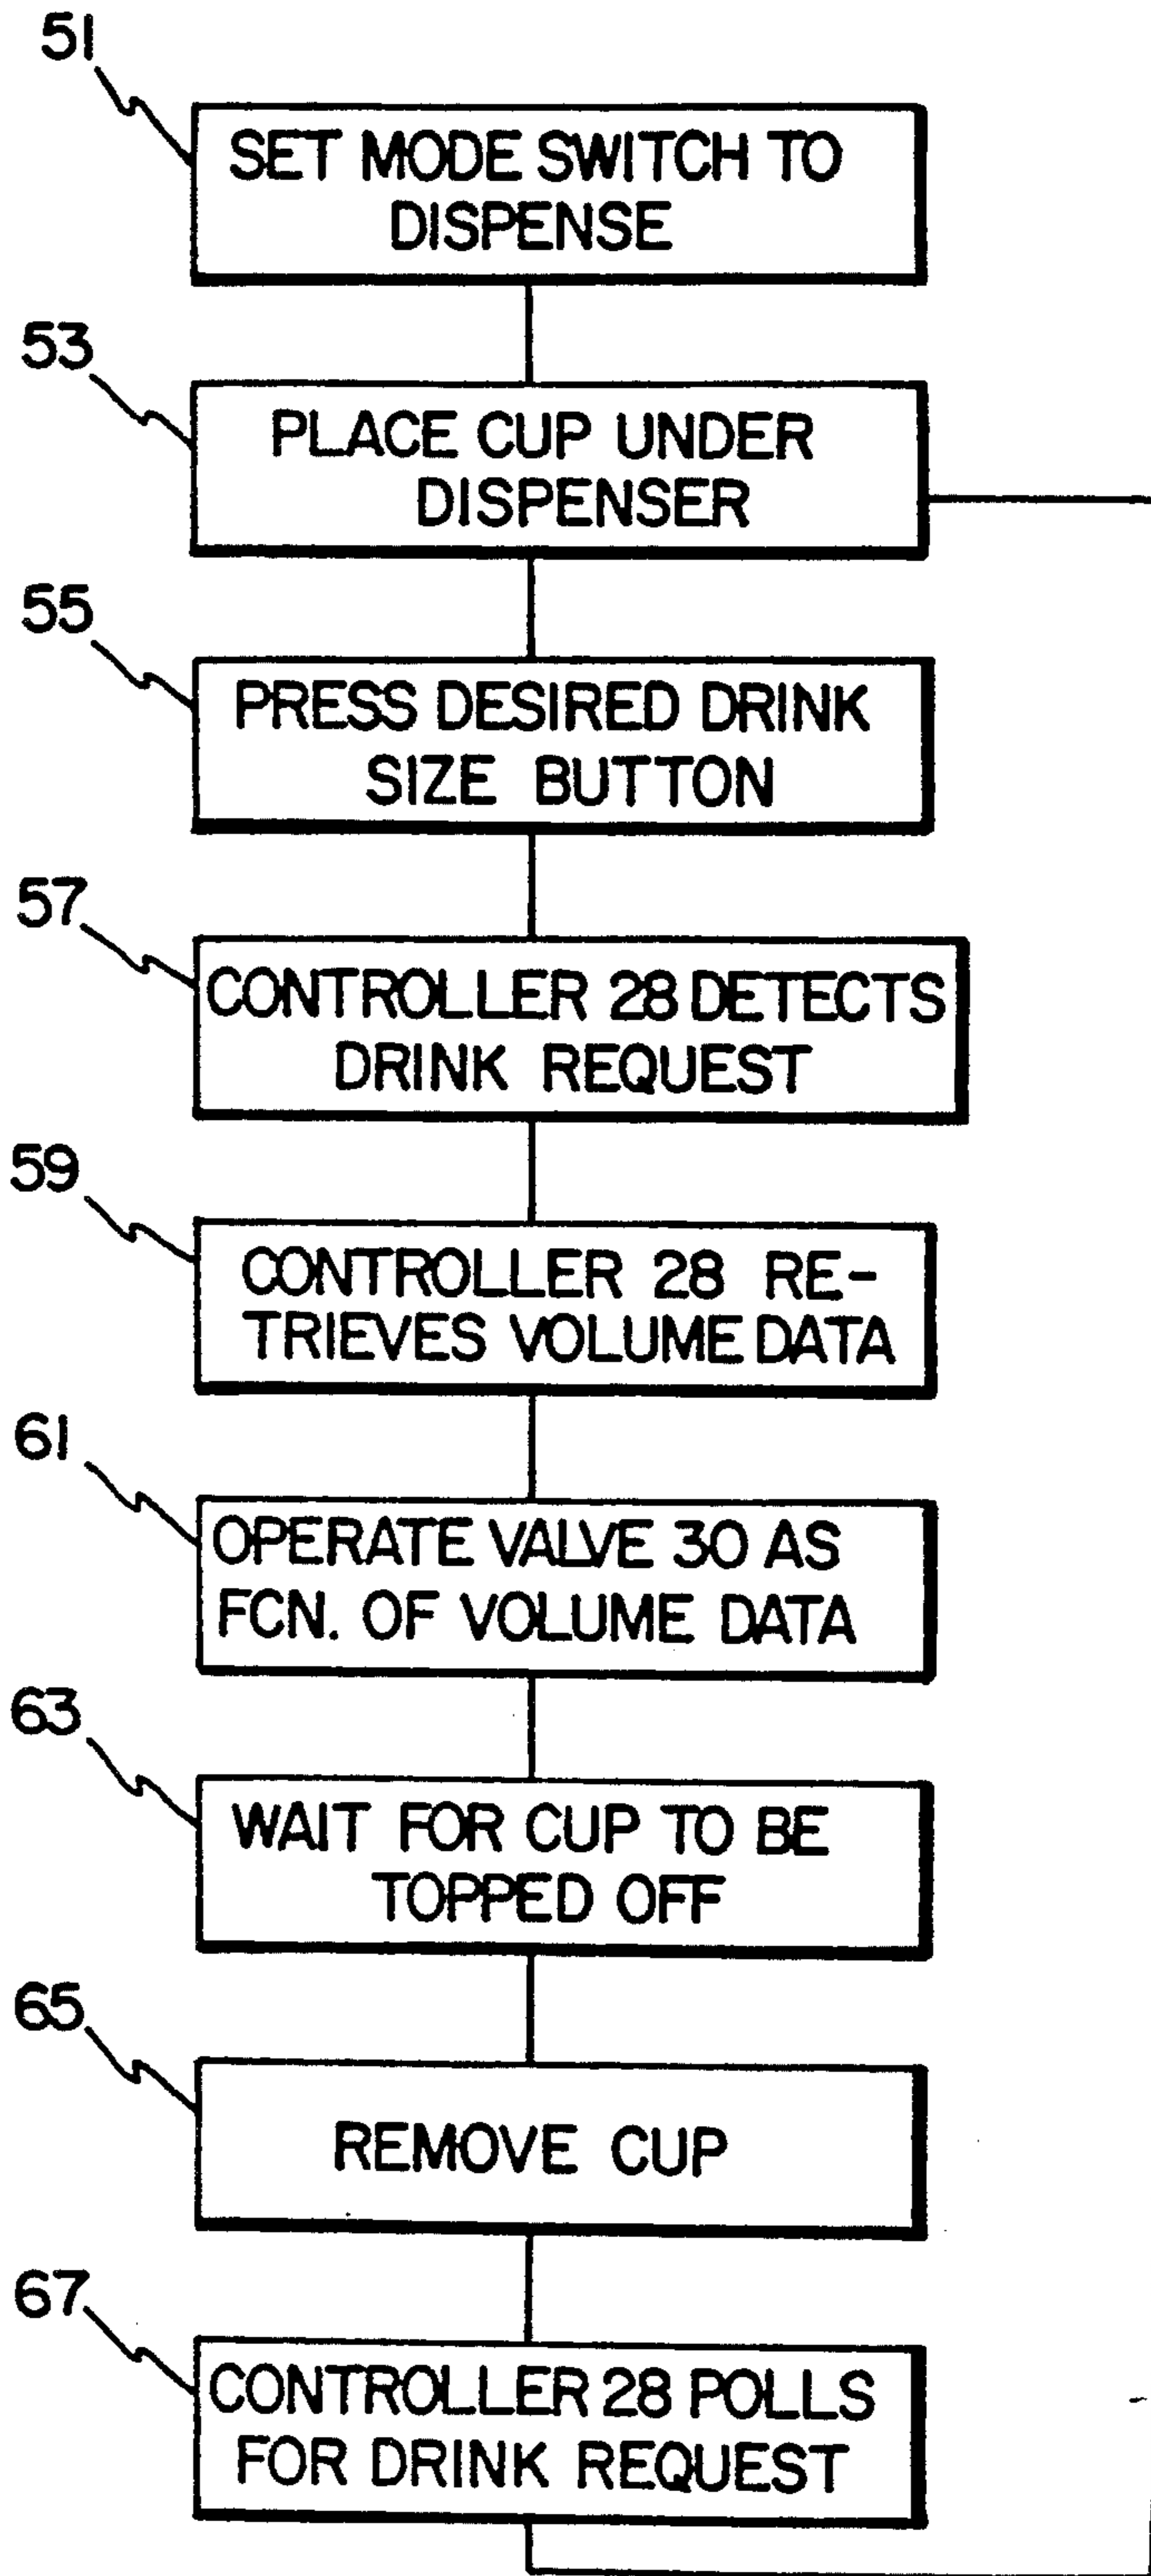 51
SET MODE SWITCH TO
DISPENSE
53
PLACE CUP UNDER
DISPENSER
55
PRESS DESIRED DRINK
SIZE BUTTON
57
CONTROLLER 28 DETECTS
DRINK REQUEST
59
CONTROLLER 28 RE-
TRIEVES VOLUME DATA
61
OPERATE VALVE 30 AS
FCN. OF VOLUME DATA
63
WAIT FOR CUP TO BE
TOPPED OFF
65
REMOVE CUP
67
CONTROLLER 28 POLLS
FOR DRINK REQUEST